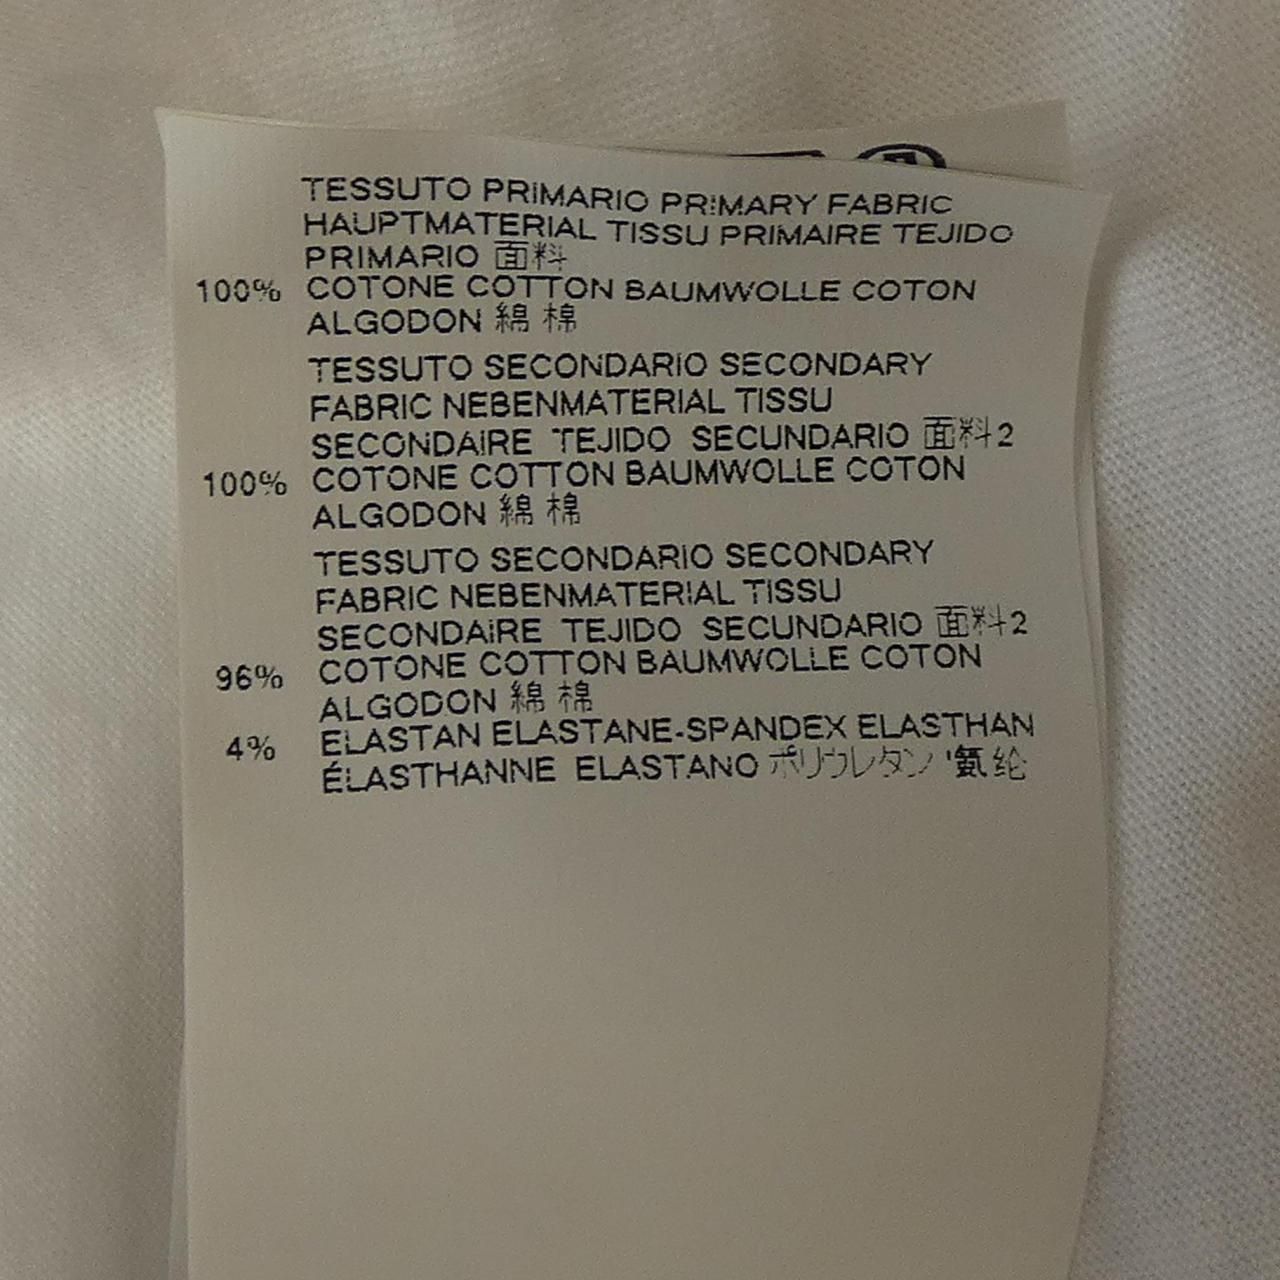 TESSUTO PRIMARIO PRIMARY FABRIC
HAUPTMATERIAL TISSU PRIMAIRE TEJIDO
PRIMARIO 面料
100% COTONE COTTON BAUMWOLLE COTON
ALGODON 綿 棉
TESSUTO SECONDARIO SECONDARY
FABRIC NEBENMATERIAL TISSU
SECONDAIRE TEJIDO SECUNDARIO 面料2
100% COTONE COTTON BAUMWOLLE COTON
ALGODON 綿 棉
TESSUTO SECONDARIO SECONDARY
FABRIC NEBENMATERIAL TISSU
SECONDAIRE TEJIDO SECUNDARIO 面料2
96% COTONE COTTON BAUMWOLLE COTON
ALGODON 綿 棉
4% ELASTAN ELASTANE-SPANDEX ELASTHAN
ÉLASTHANNE ELASTANO ポリウレタン 氨纶